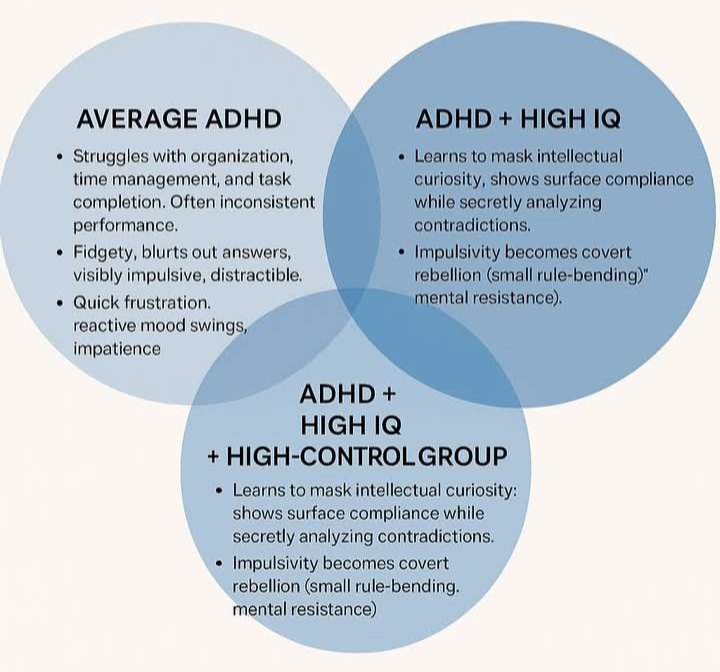 AVERAGE ADHD
• Struggles with organization,
time management, and task
completion. Often inconsistent
performance.
• Fidgety, blurts out answers,
visibly impulsive, distractible.
• Quick frustration.
reactive mood swings,
impatience
ADHD + HIGH IQ
• Learns to mask intellectual
curiosity, shows surface compliance
while secretly analyzing
contradictions.
• Impulsivity becomes covert
rebellion (small rule-bending)"
mental resistance).
ADHD +
HIGH IQ
+ HIGH-CONTROL GROUP
• Learns to mask intellectual curiosity:
shows surface compliance while
secretly analyzing contradictions.
• Impulsivity becomes covert
rebellion (small rule-bending.
mental resistance)